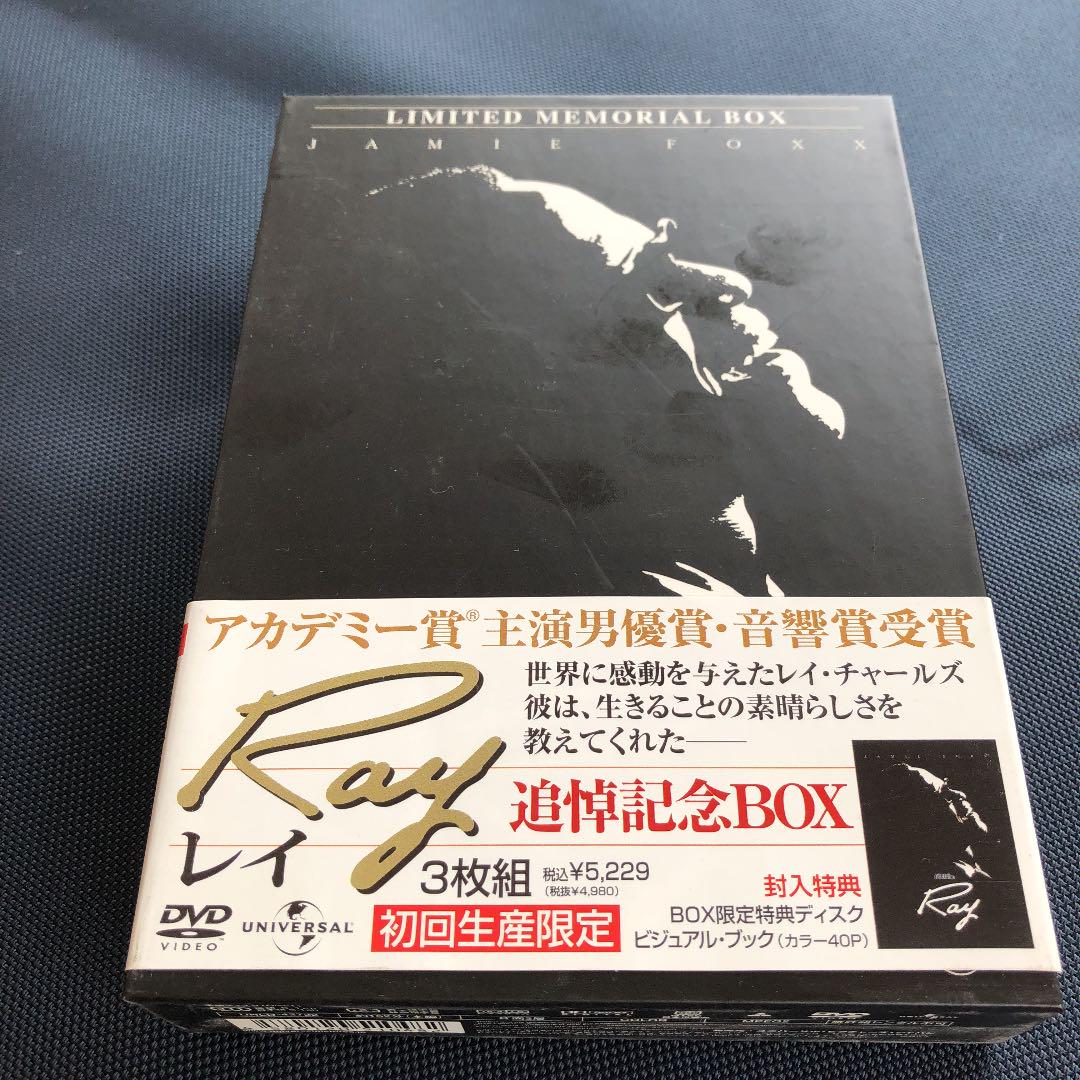 LIMITED MEMORIAL BOX
JAMIE FOXX
アカデミー賞®主演男優賞・音響賞受賞
世界に感動を与えたレイ・チャールズ
彼は、生きることの素晴らしさを
教えてくれた──
Ray
レイ
追悼記念BOX
3枚組 税込¥5,229
(税抜¥4,980)
初回生産限定
DVD
VIDEO™
UNIVERSAL
封入特典
BOX限定特典ディスク
ビジュアル・ブック(カラー40P)
JAMIE FOXX
Ray